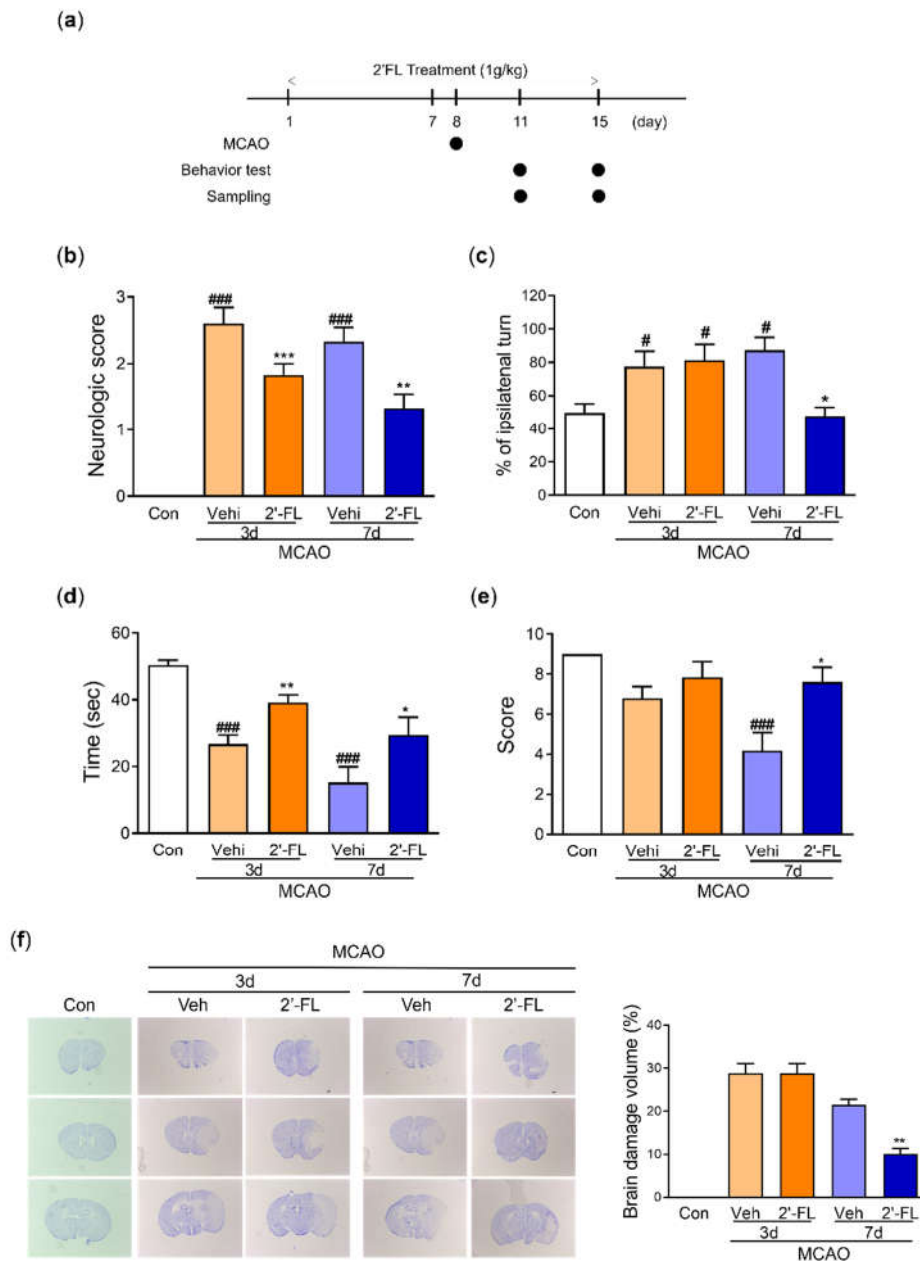 (a)
2'FL Treatment (1g/kg)
1 7 8 11 15 (day)
MCAO
Behavior test
Sampling
(b)
Neurologic score
3
2
1
0
###
***
###
**
Con Vehi 2'-FL Vehi 2'-FL
3d 7d
MCAO
(c)
% of ipsilatenal turn
120
100
80
60
40
20
0
# # # *
Con Vehi 2'-FL Vehi 2'-FL
3d 7d
MCAO
(d)
Time (sec)
60
40
20
0
###
**
###
*
Con Vehi 2'-FL Vehi 2'-FL
3d 7d
MCAO
(e)
Score
10
8
6
4
2
0
###
*
Con Vehi 2'-FL Vehi 2'-FL
3d 7d
MCAO
(f)
MCAO
3d 7d
Con Veh 2'-FL Veh 2'-FL
Brain damage volume (%)
40
30
20
10
0
**
Con Veh 2'-FL Veh 2'-FL
3d 7d
MCAO